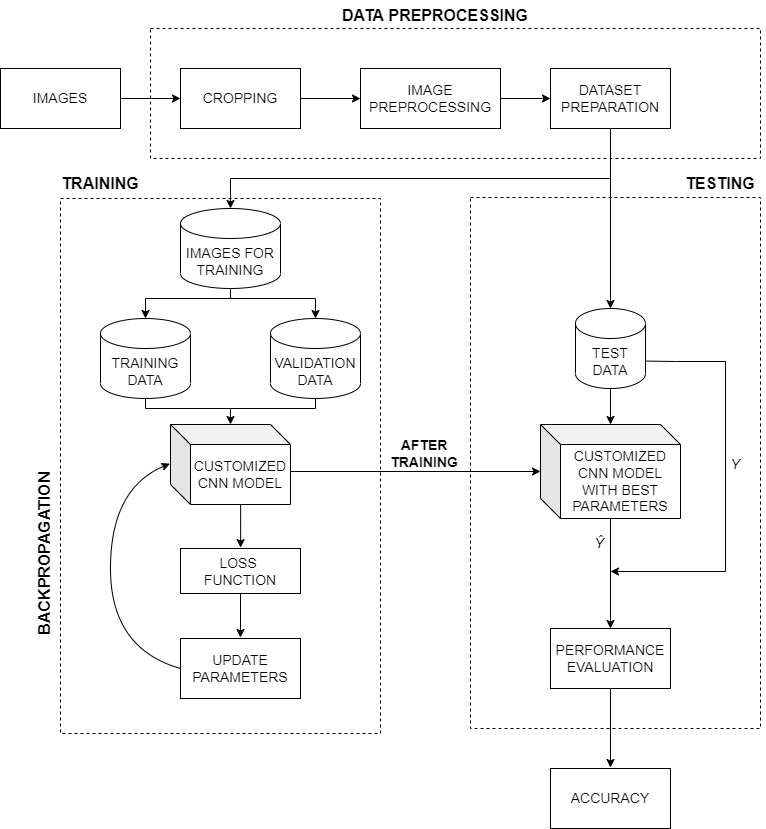 DATA PREPROCESSING
IMAGES
CROPPING
IMAGE
PREPROCESSING
DATASET
PREPARATION
TRAINING
TESTING
IMAGES FOR
TRAINING
TRAINING
DATA
VALIDATION
DATA
TEST
DATA
CUSTOMIZED
CNN MODEL
AFTER
TRAINING
CUSTOMIZED
CNN MODEL
WITH BEST
PARAMETERS
Y
Ŷ
BACKPROPAGATION
LOSS
FUNCTION
UPDATE
PARAMETERS
PERFORMANCE
EVALUATION
ACCURACY